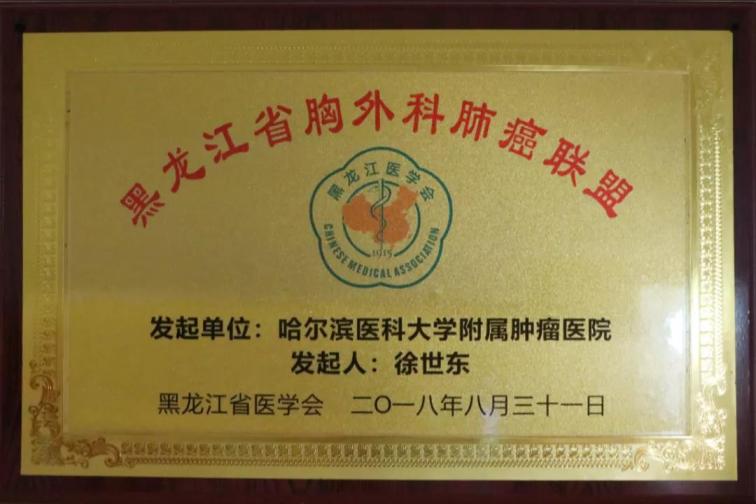 黑龙江省胸外科肺癌联盟
黑龙江医学会
1915
CHINESE MEDICAL ASSOCIATION
发起单位：哈尔滨医科大学附属肿瘤医院
发起人：徐世东
黑龙江省医学会 二〇一八年八月三十一日